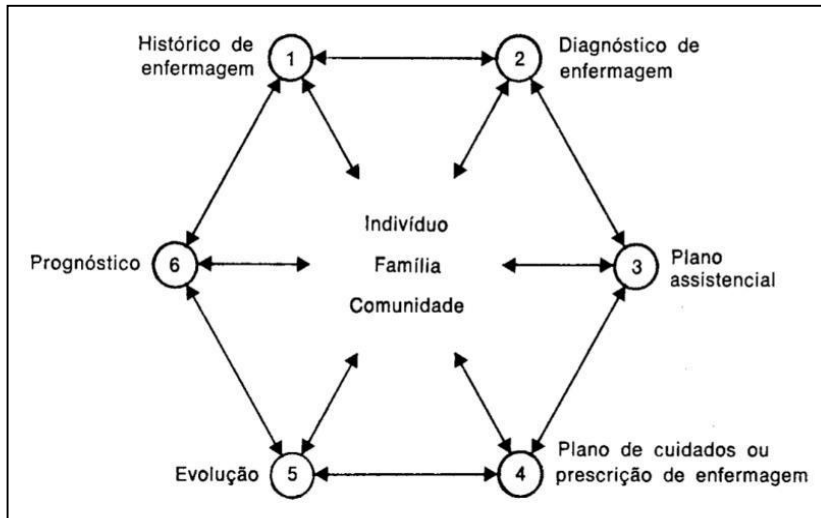 Histórico de
enfermagem
1
2
Diagnóstico de
enfermagem
Indivíduo
Família
Comunidade
Prognóstico
6
3
Plano
assistencial
Evolução
5
4
Plano de cuidados ou
prescrição de enfermagem